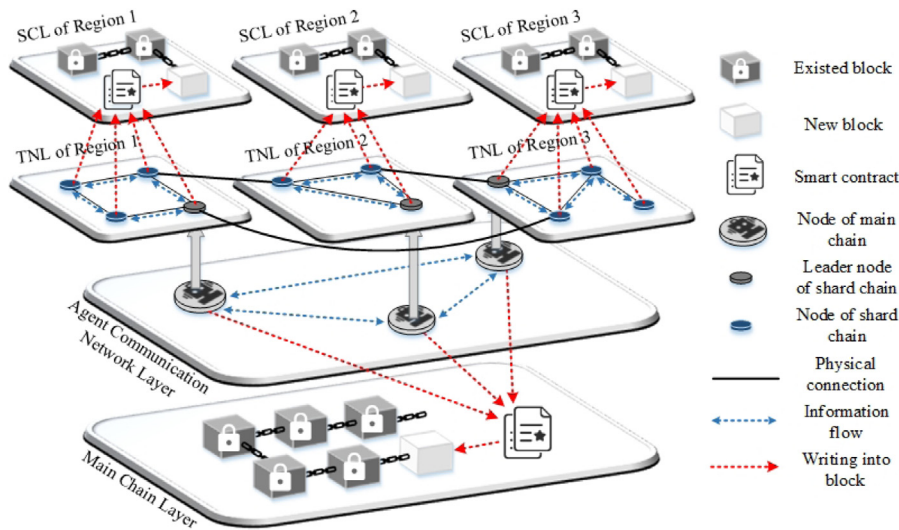 SCL of Region 1
SCL of Region 2
SCL of Region 3
TNL of Region 1
TNL of Region 2
TNL of Region 3
Agent Communication
Network Layer
Main Chain Layer
Existed block
New block
Smart contract
Node of main
chain
Leader node
of shard chain
Node of shard
chain
Physical
connection
Information
flow
Writing into
block